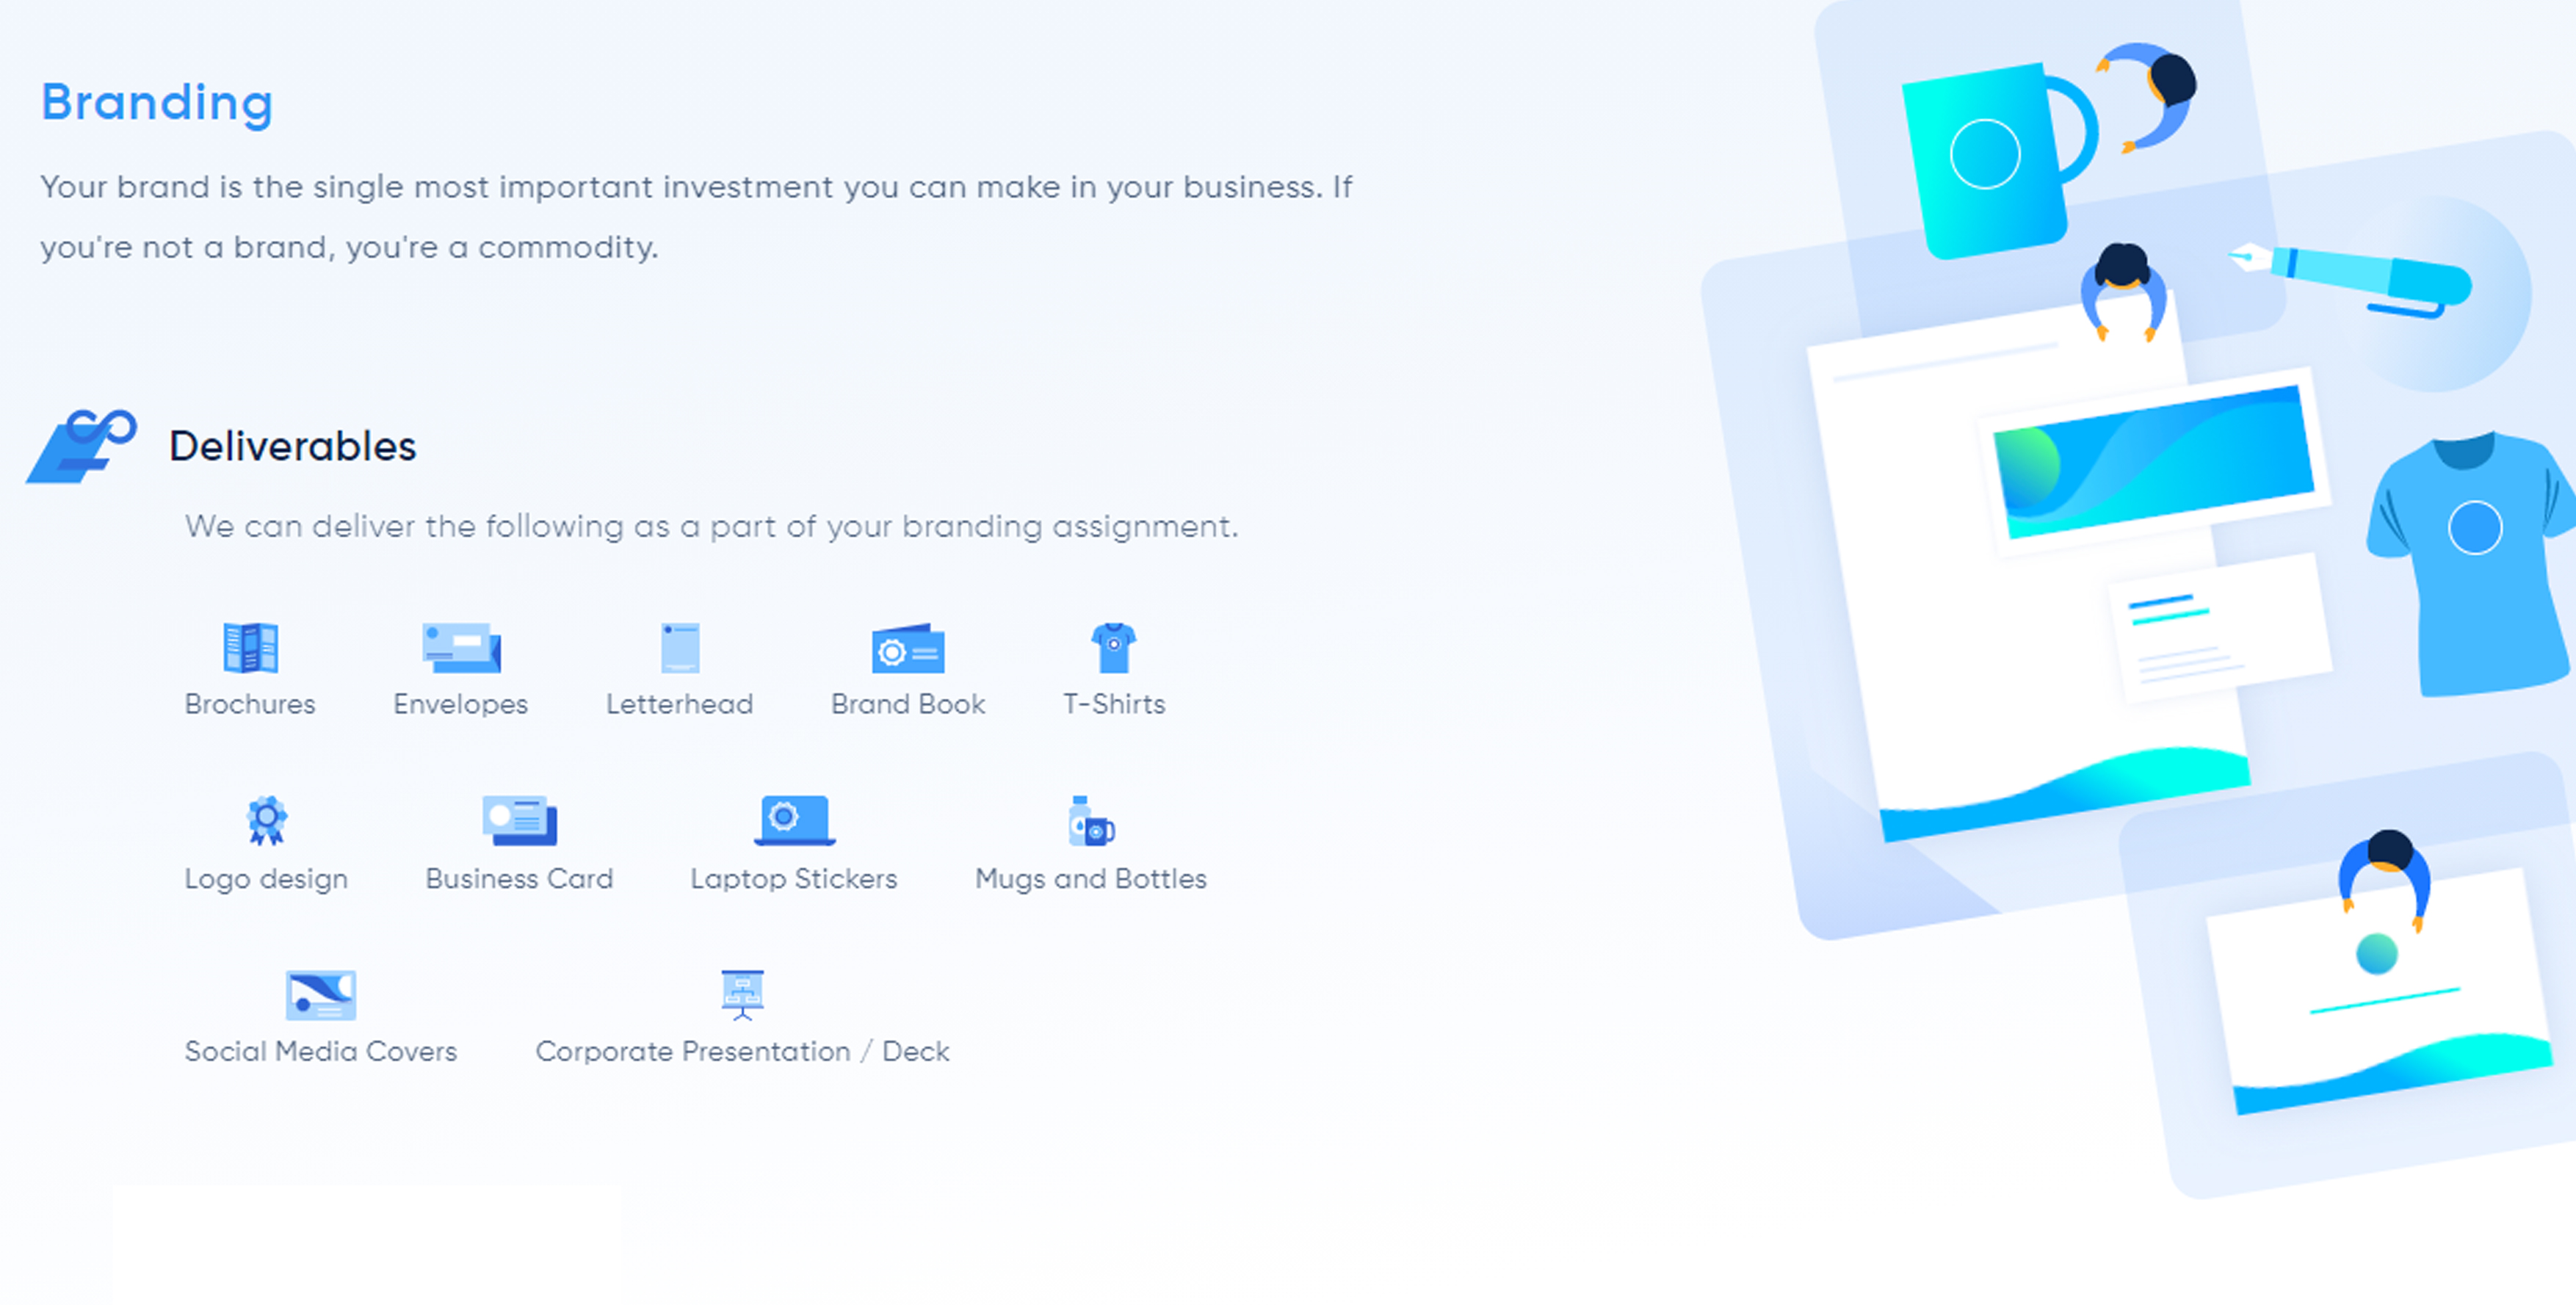 Branding
Your brand is the single most important investment you can make in your business. If
you're not a brand, you're a commodity.
Deliverables
We can deliver the following as a part of your branding assignment.
Brochures
Envelopes
Letterhead
Brand Book
T-Shirts
Logo design
Business Card
Laptop Stickers
Mugs and Bottles
Social Media Covers
Corporate Presentation / Deck